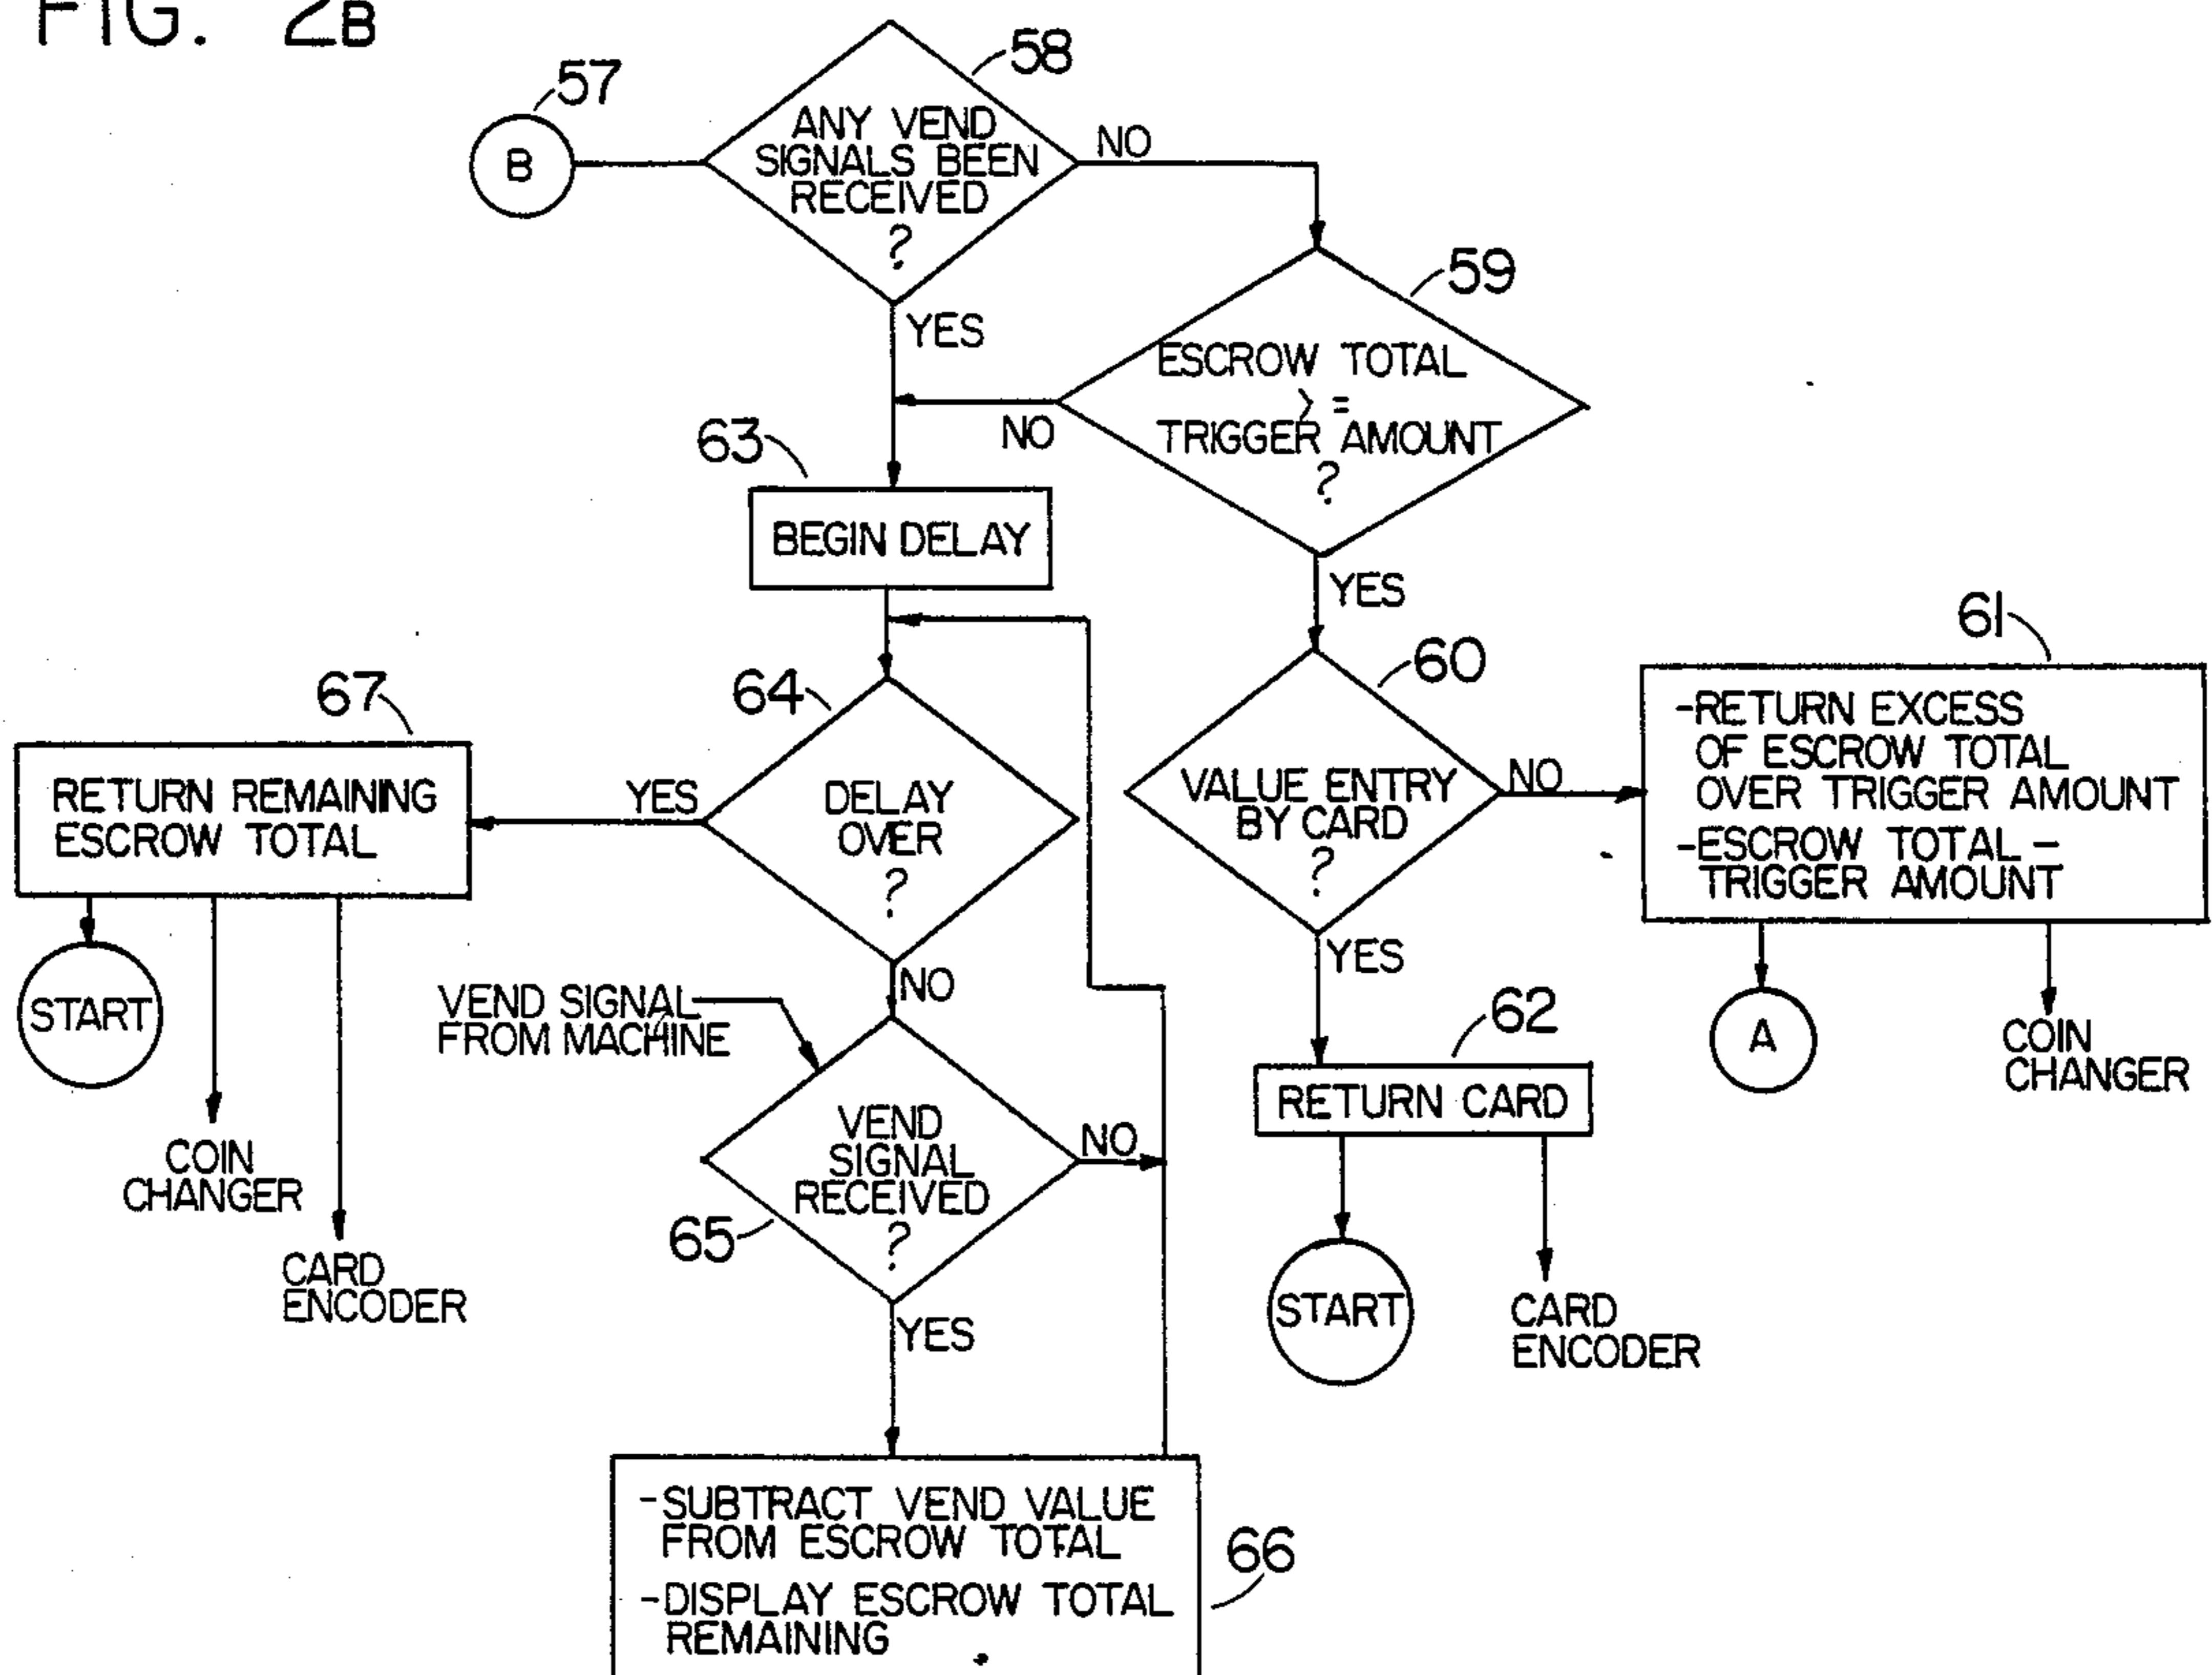 FIG. 2B
57
B
58
ANY VEND
SIGNALS BEEN
RECEIVED
?
NO
YES
59
ESCROW TOTAL
> =
TRIGGER AMOUNT
?
NO
YES
63
BEGIN DELAY
60
VALUE ENTRY
BY CARD
?
NO
YES
61
-RETURN EXCESS
OF ESCROW TOTAL
OVER TRIGGER AMOUNT
-ESCROW TOTAL -
TRIGGER AMOUNT
A
COIN
CHANGER
62
RETURN CARD
START
CARD
ENCODER
64
DELAY
OVER
?
YES
NO
67
RETURN REMAINING
ESCROW TOTAL
START
COIN
CHANGER
CARD
ENCODER
VEND SIGNAL
FROM MACHINE
65
VEND
SIGNAL
RECEIVED
?
NO
YES
66
-SUBTRACT VEND VALUE
FROM ESCROW TOTAL
-DISPLAY ESCROW TOTAL
REMAINING